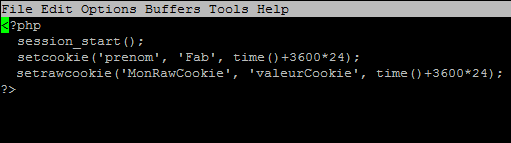 File Edit Options Buffers Tools Help
<?php
  session_start();
  setcookie('prenom', 'Fab', time()+3600*24);
  setrawcookie('MonRawCookie', 'valeurCookie', time()+3600*24);
?>